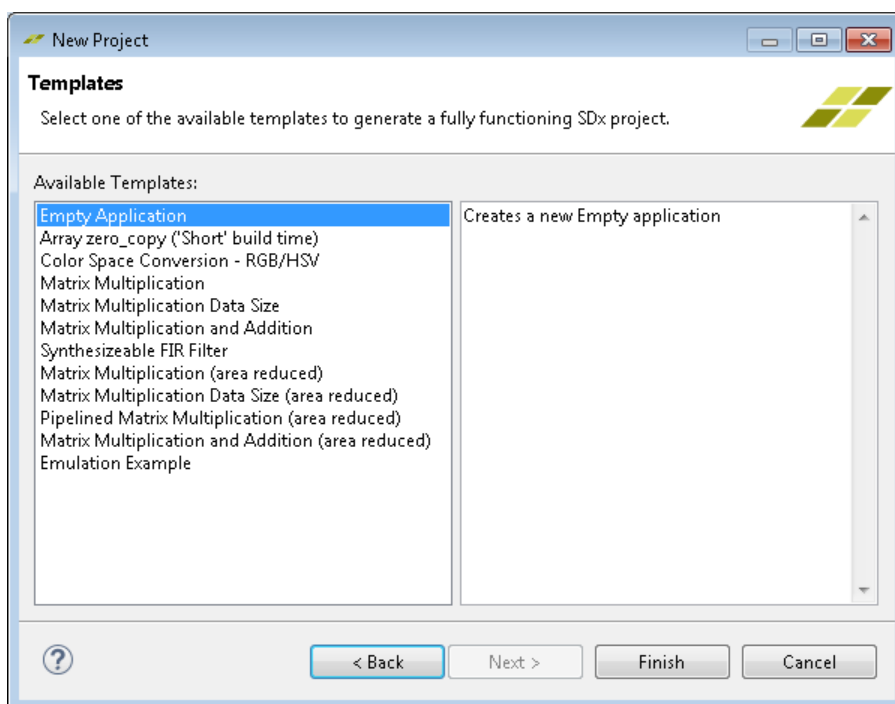 New Project
Templates
Select one of the available templates to generate a fully functioning SDx project.
Available Templates:
Empty Application
Array zero_copy ('Short' build time)
Color Space Conversion - RGB/HSV
Matrix Multiplication
Matrix Multiplication Data Size
Matrix Multiplication and Addition
Synthesizeable FIR Filter
Matrix Multiplication (area reduced)
Matrix Multiplication Data Size (area reduced)
Pipelined Matrix Multiplication (area reduced)
Matrix Multiplication and Addition (area reduced)
Emulation Example
Creates a new Empty application
?
< Back
Next >
Finish
Cancel